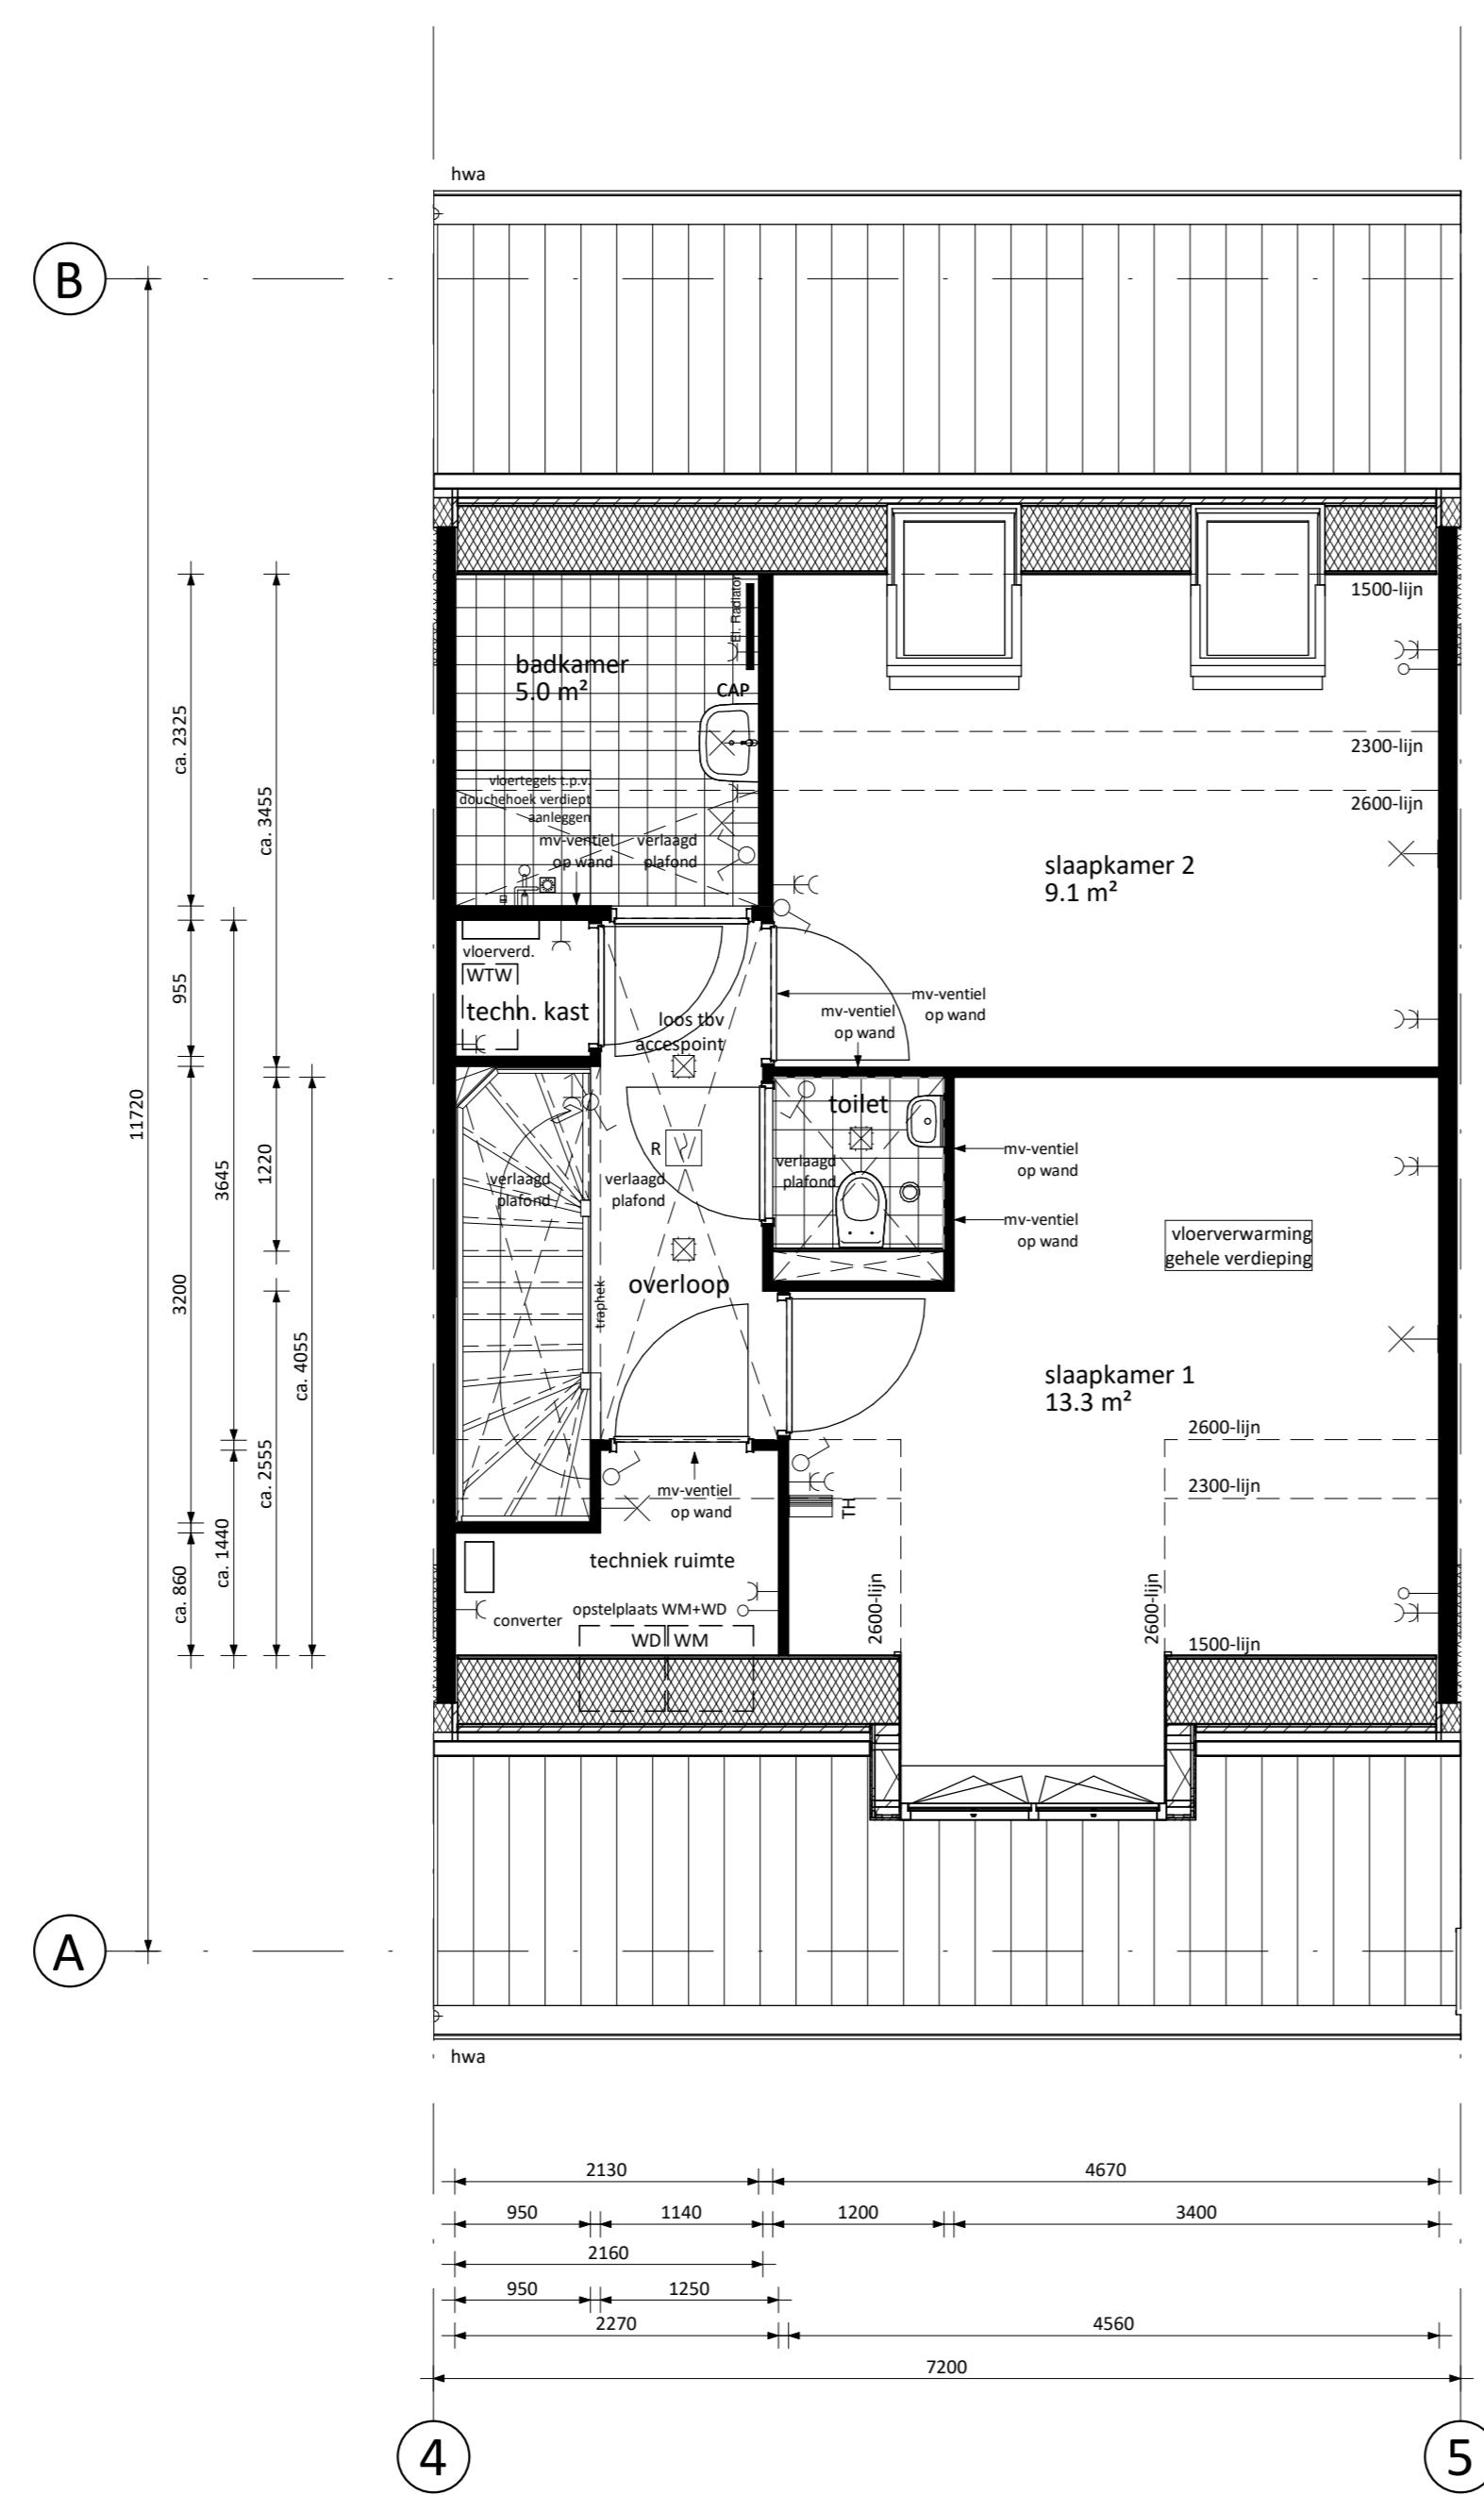 hwa
B
1500-lijn
El. Radiator
badkamer
5.0 m²
CAP
2300-lijn
2600-lijn
vloertegels t.p.v.
douchehoek verdiept
aanleggen
mv-ventiel
op wand
verlaagd
plafond
slaapkamer 2
9.1 m²
vloerverd.
WTW
techn. kast
loos tbv
accespoint
mv-ventiel
op wand
mv-ventiel
op wand
toilet
R
verlaagd
plafond
verlaagd
plafond
verlaagd
plafond
mv-ventiel
op wand
mv-ventiel
op wand
vloerverwarming
gehele verdieping
overloop
traphek
slaapkamer 1
13.3 m²
2600-lijn
2300-lijn
mv-ventiel
op wand
TH
techniek ruimte
2600-lijn
2600-lijn
opstelplaats WM+WD
converter
WD
WM
1500-lijn
ca. 2325
ca. 3455
955
11720
3645
1220
3200
ca. 4055
ca. 2555
ca. 1440
ca. 860
A
hwa
2130
4670
950
1140
1200
3400
2160
950
1250
2270
4560
7200
4
5